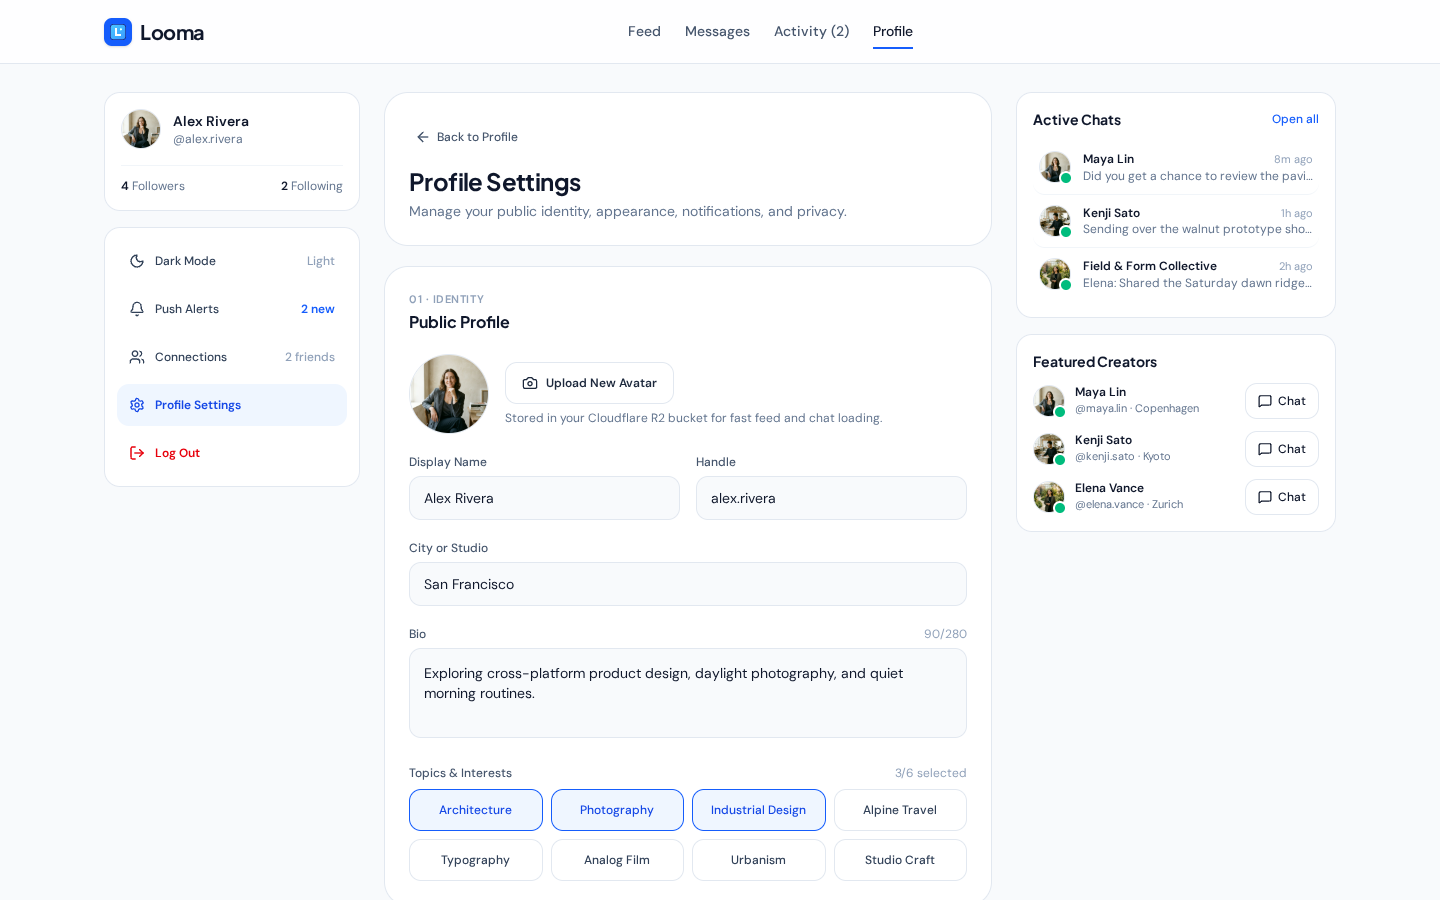 Looma
Feed
Messages
Activity (2)
Profile
Alex Rivera
@alex.rivera
4 Followers
2 Following
Dark Mode
Light
Push Alerts
2 new
Connections
2 friends
Profile Settings
Log Out
Back to Profile
Profile Settings
Manage your public identity, appearance, notifications, and privacy.
01 · IDENTITY
Public Profile
Upload New Avatar
Stored in your Cloudflare R2 bucket for fast feed and chat loading.
Display Name
Handle
Alex Rivera
alex.rivera
City or Studio
San Francisco
Bio
90/280
Exploring cross-platform product design, daylight photography, and quiet
morning routines.
Topics & Interests
3/6 selected
Architecture
Photography
Industrial Design
Alpine Travel
Typography
Analog Film
Urbanism
Studio Craft
Active Chats
Open all
Maya Lin
8m ago
Did you get a chance to review the pavi...
Kenji Sato
1h ago
Sending over the walnut prototype sho...
Field & Form Collective
2h ago
Elena: Shared the Saturday dawn ridge...
Featured Creators
Maya Lin
@maya.lin · Copenhagen
Chat
Kenji Sato
@kenji.sato · Kyoto
Chat
Elena Vance
@elena.vance · Zurich
Chat